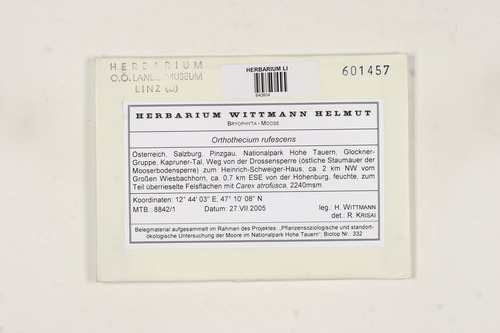 HERBARIUM
O.Ö. LANDESMUSEUM
LINZ (LI)
HERBARIUM LI
601457
HERBARIUM WITTMANN HELMUT
BRYOPHYTA - MOOSE
Orthothecium rufescens
Österreich, Salzburg, Pinzgau, Nationalpark Hohe Tauern, Glockner-
Gruppe, Kapruner-Tal, Weg von der Drossensperre (östliche Staumauer der
Mooserbodensperre) zum Heinrich-Schwaiger-Haus, ca. 2 km NW vom
Großen Wiesbachhorn, ca. 0,7 km ESE von der Höhenburg, feuchte, zum
Teil überrieselte Felsflächen mit Carex atrofusca, 2240msm.
Koordinaten: 12° 44' 03'' E, 47° 10' 08'' N
leg.: H. WITTMANN
MTB.: 8842/1 Datum: 27.VII.2005
det.: R. KRISAI
Belegmaterial aufgesammelt im Rahmen des Projektes: „Pflanzensoziologische und standort-
ökologische Untersuchung der Moore im Nationalpark Hohe Tauern"; Biotop Nr.: 332